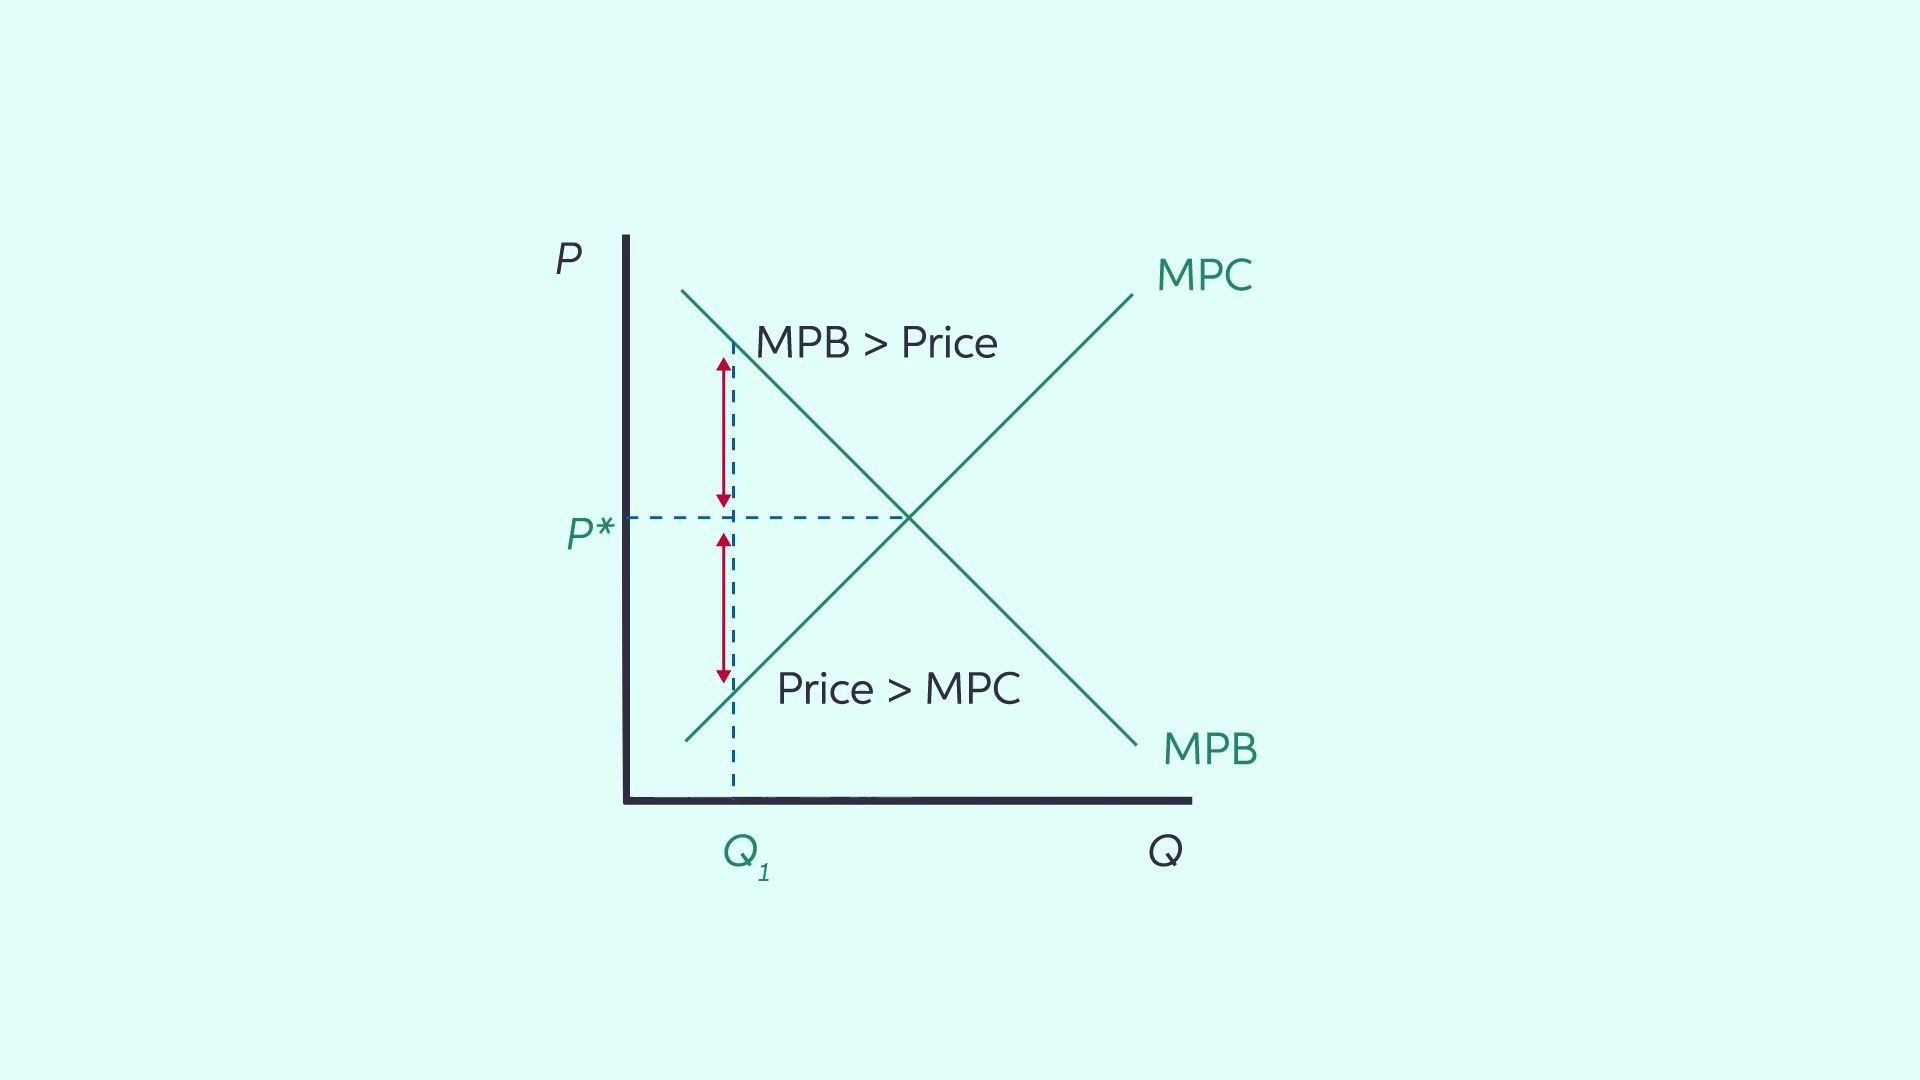 P
MPC
MPB > Price
P*
Price > MPC
MPB
Q₁
Q